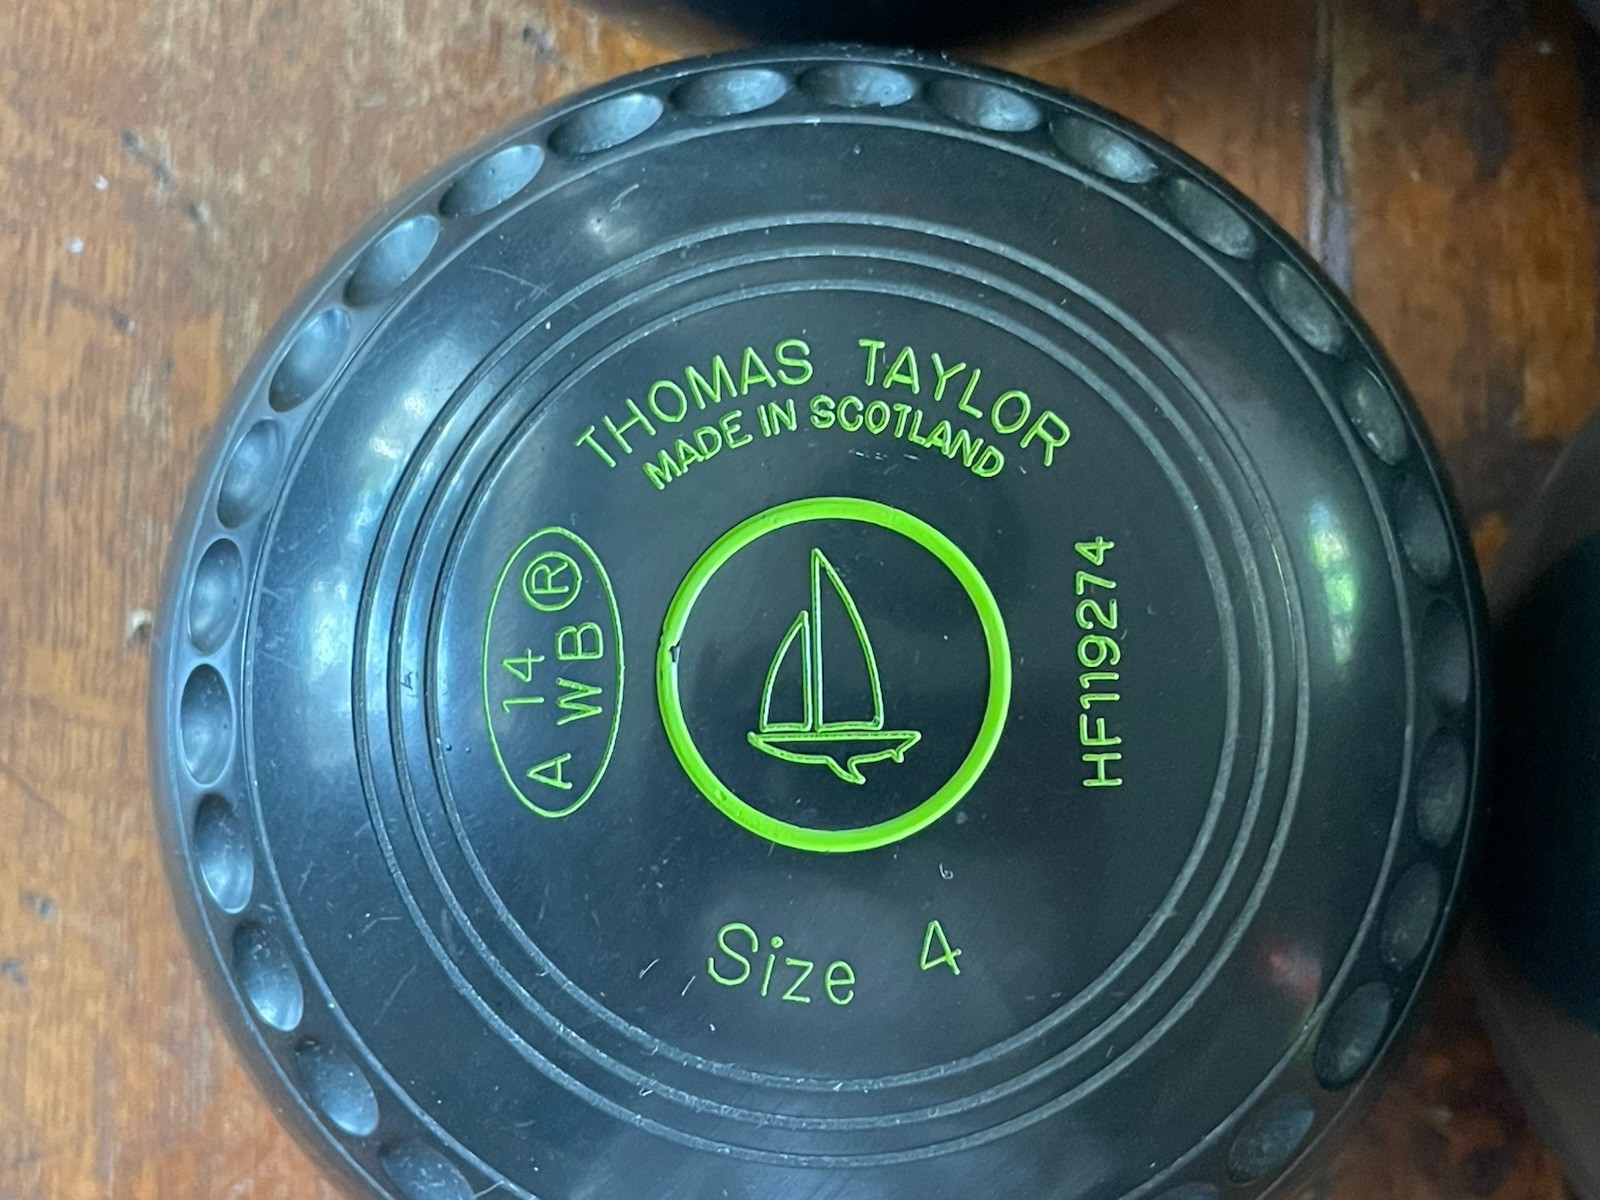 THOMAS TAYLOR
MADE IN SCOTLAND
14 ®
A WB
HF119274
Size 4